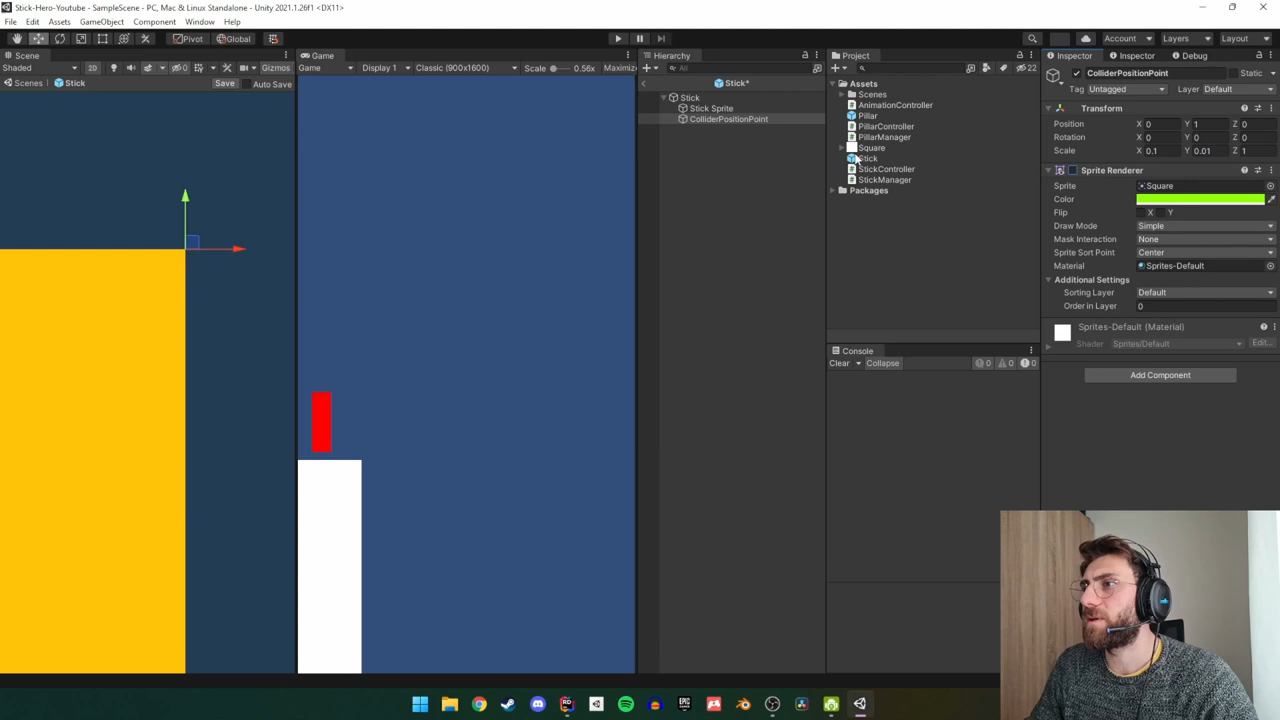 Stick-Hero-Youtube - SampleScene - PC, Mac & Linux Standalone - Unity 2021.1.26f1 <DX11>
File Edit Assets GameObject Component Window Help
Pivot Global Account Layers Layout
Scene Game Hierarchy Project Inspector Inspector Debug
Shaded 2D 0 Gizmos Game Display 1 Classic (900x1600) Scale 0.56x Maximiz All 22
Scenes Stick Save Auto Save
Stick*
Stick
Stick Sprite
ColliderPositionPoint
Assets
Scenes
AnimationController
Pillar
PillarController
PillarManager
Square
Stick
StickController
StickManager
Packages
Console
Clear Collapse 0 0 0
ColliderPositionPoint Static
Tag Untagged Layer Default
Transform
Position X 0 Y 1 Z 0
Rotation X 0 Y 0 Z 0
Scale X 0.1 Y 0.01 Z 1
Sprite Renderer
Sprite Square
Color
Flip X Y
Draw Mode Simple
Mask Interaction None
Sprite Sort Point Center
Material Sprites-Default
Additional Settings
Sorting Layer Default
Order in Layer 0
Sprites-Default (Material)
Shader Sprites/Default Edit...
Add Component